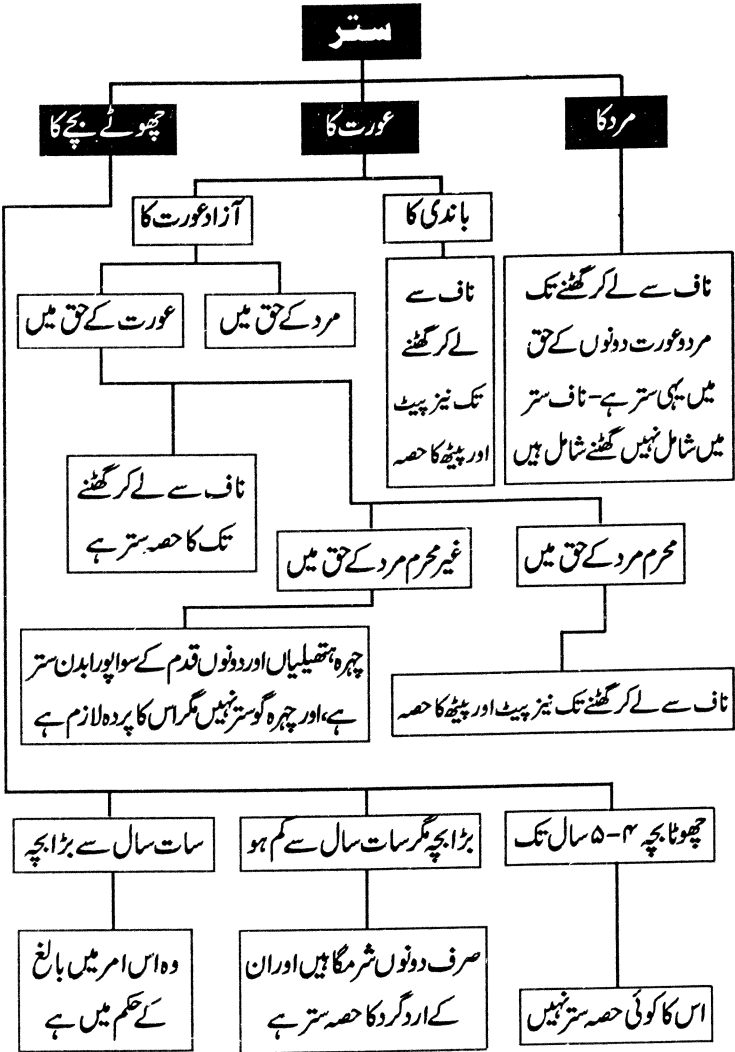 ستر
مرد کا
عورت کا
چھوٹے بچے کا
باندی کا
آزاد عورت کا
ناف سے لے کر گھٹنے تک
مرد و عورت دونوں کے حق
میں یہی ستر ہے - ناف ستر
میں شامل نہیں گھٹنے شامل ہیں
ناف سے
لے کر گھٹنے
تک نیز پیٹ
اور پیٹھ کا حصہ
مرد کے حق میں
عورت کے حق میں
ناف سے لے کر گھٹنے
تک کا حصہ ستر ہے
محرم مرد کے حق میں
غیر محرم مرد کے حق میں
ناف سے لے کر گھٹنے تک نیز پیٹ اور پیٹھ کا حصہ
چہرہ ہتھیلیاں اور دونوں قدم کے سوا پورا بدن ستر
ہے، اور چہرہ گو ستر نہیں مگر اس کا پردہ لازم ہے
چھوٹا بچہ ۴-۵ سال تک
بڑا بچہ مگر سات سال سے کم ہو
سات سال سے بڑا بچہ
اس کا کوئی حصہ ستر نہیں
صرف دونوں شرمگاہیں اور ان
کے ارد گرد کا حصہ ستر ہے
وہ اس امر میں بالغ
کے حکم میں ہے